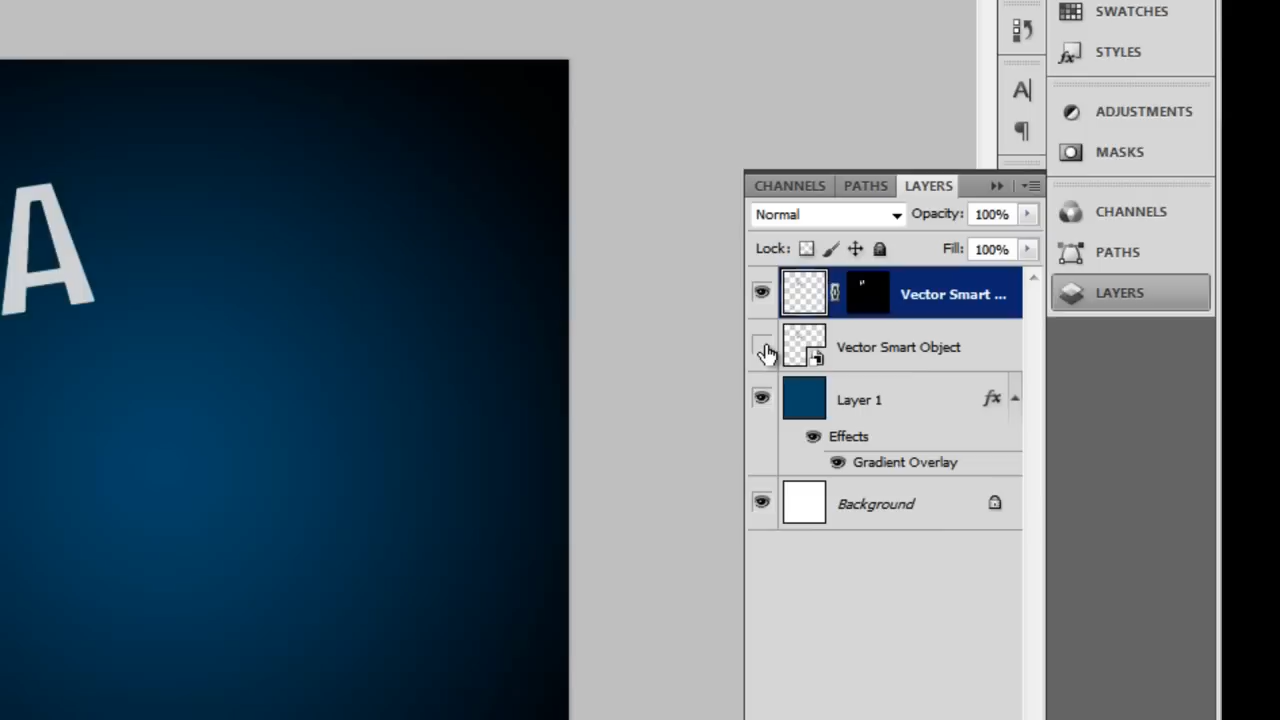 A
SWATCHES
STYLES
A
ADJUSTMENTS
MASKS
CHANNELS
PATHS
LAYERS
CHANNELS PATHS LAYERS
Normal Opacity: 100%
Lock: Fill: 100%
Vector Smart ...
Vector Smart Object
Layer 1 fx
Effects
Gradient Overlay
Background